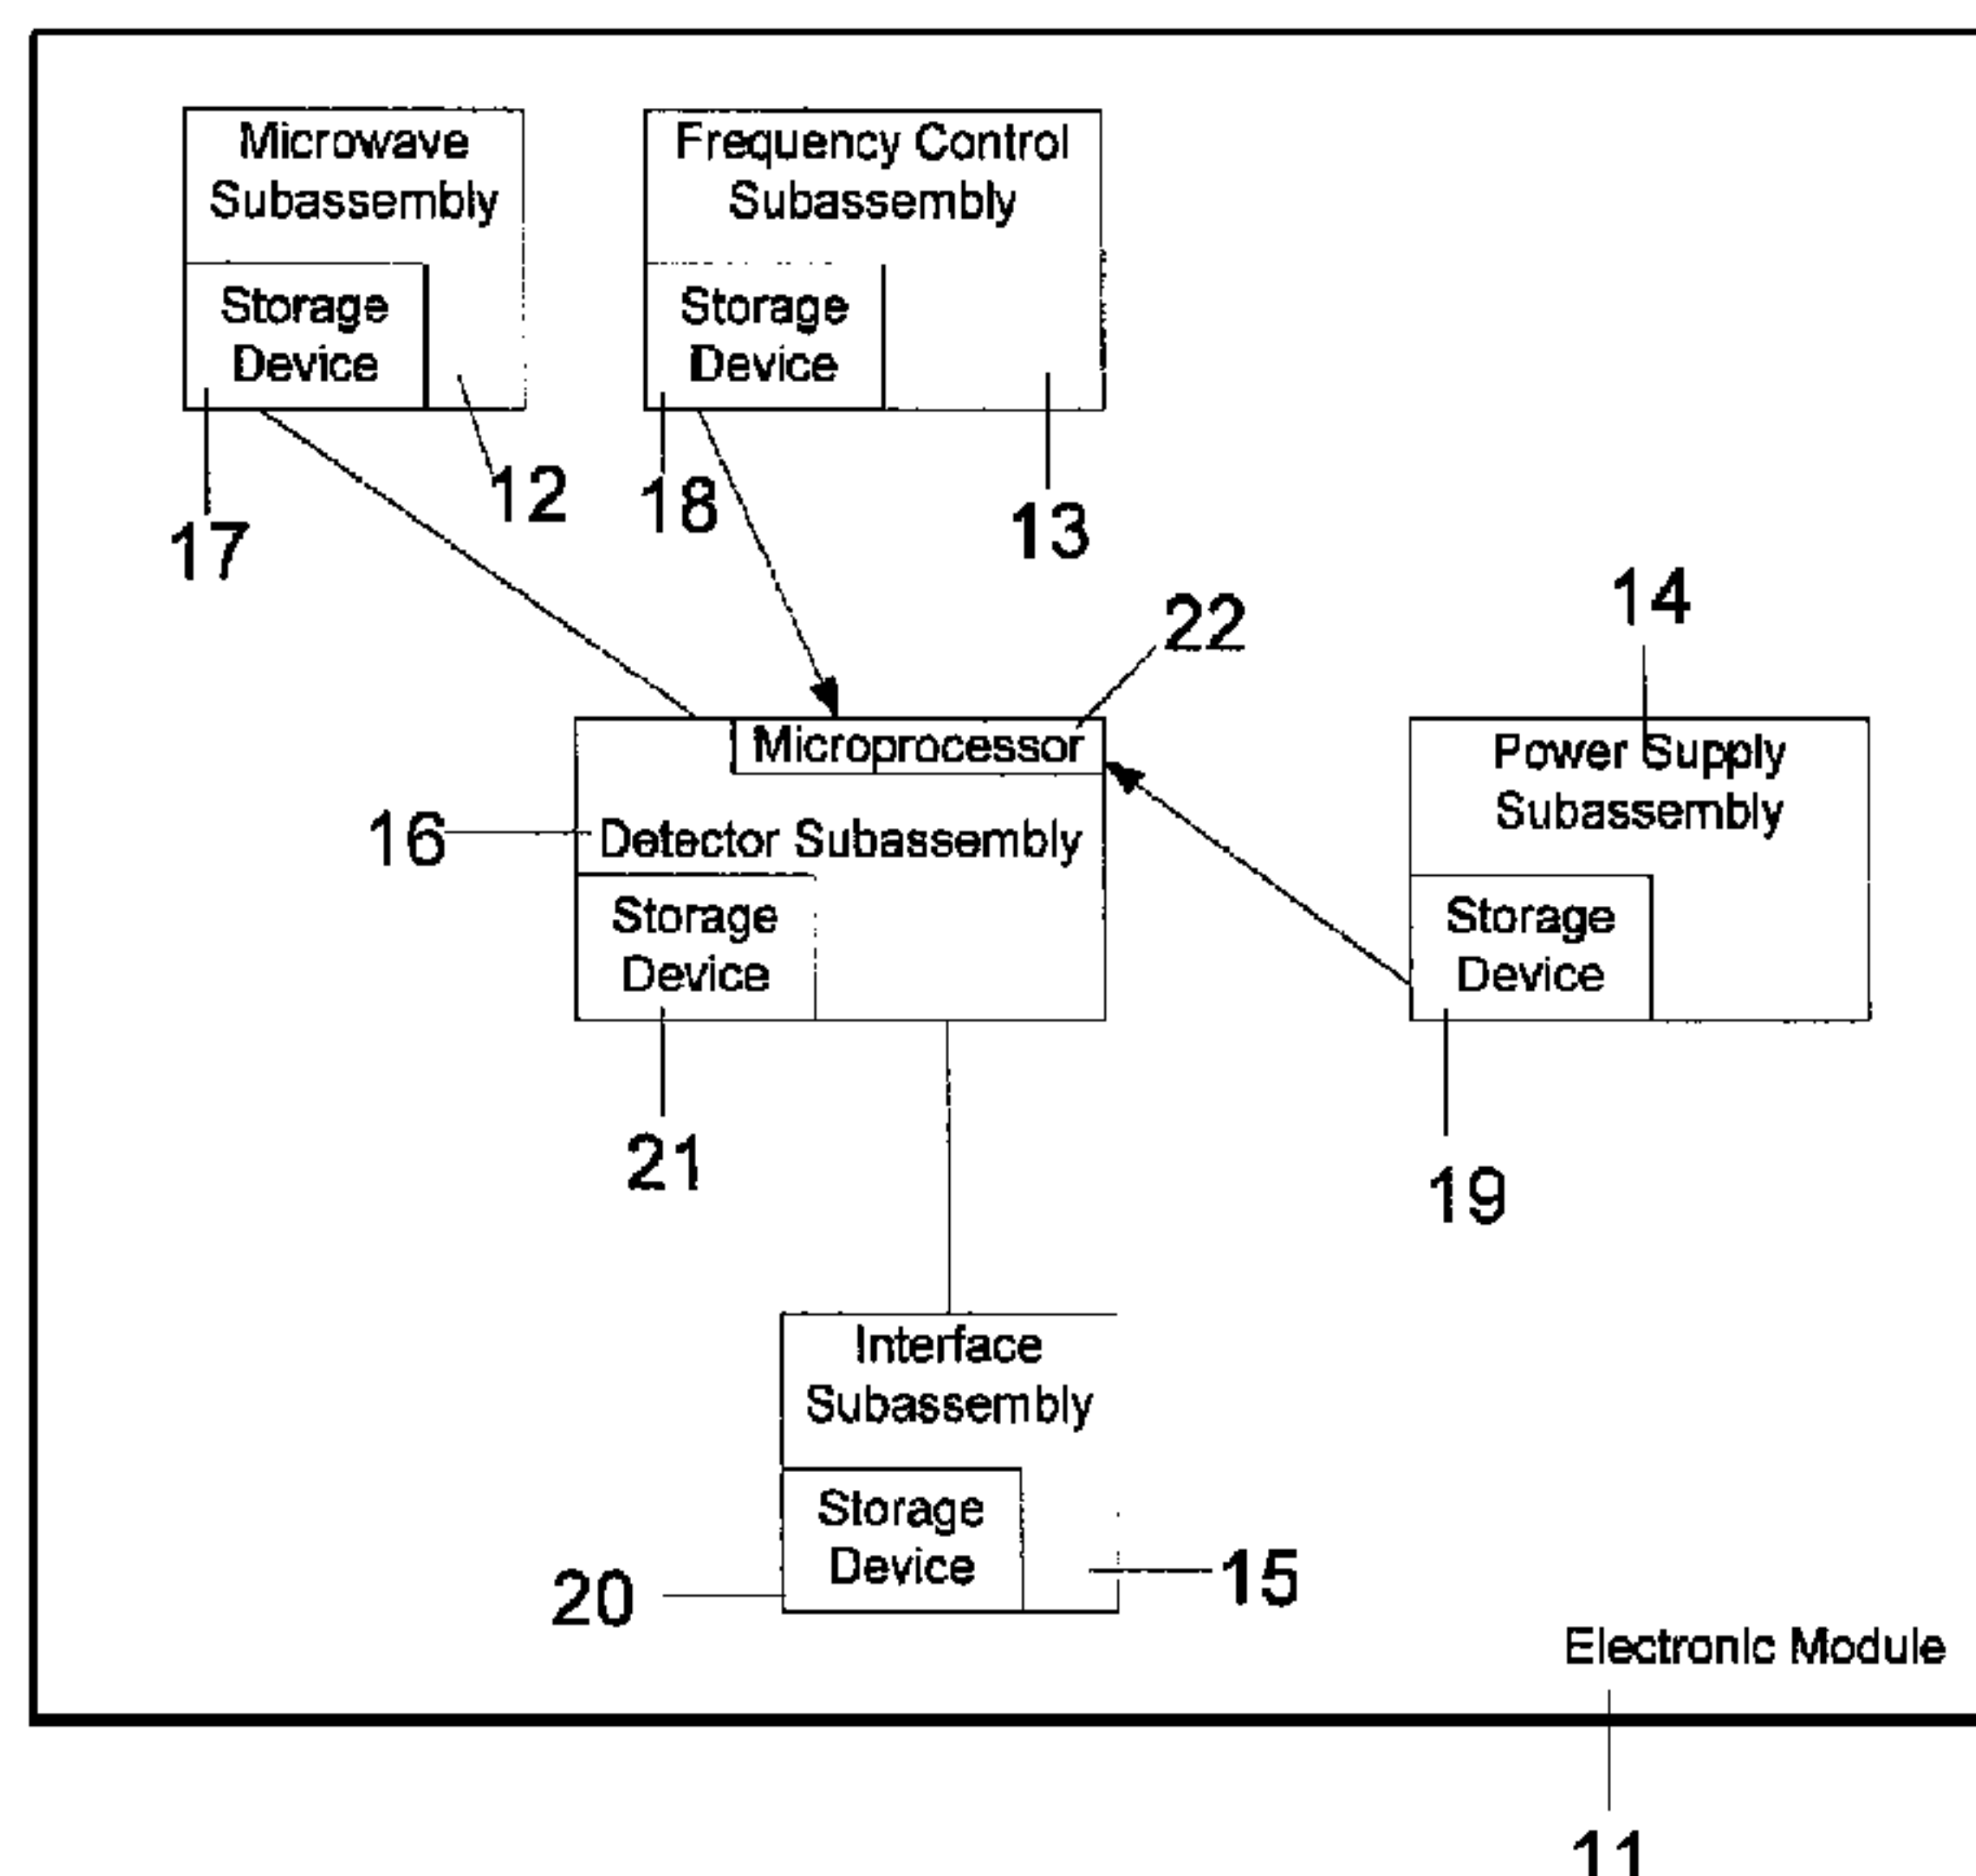 Microwave
Subassembly
Storage
Device
17
12
Frequency Control
Subassembly
Storage
Device
18
13
22
14
Microprocessor
16
Detector Subassembly
Storage
Device
21
Power Supply
Subassembly
Storage
Device
19
Interface
Subassembly
Storage
Device
20
15
Electronic Module
11